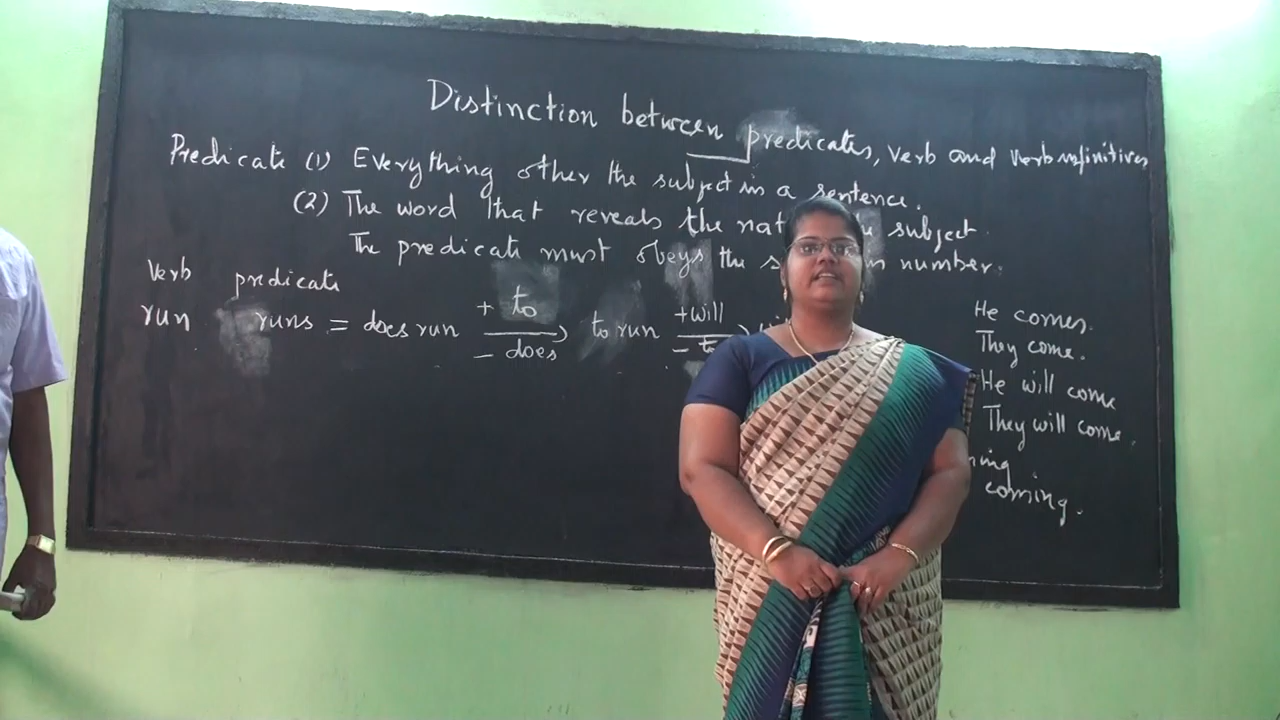 Distinction between predicates, verb and verb infinitives
Predicate (1) Everything other the subject in a sentence.
(2) The word that reveals the subject.
The predicate must obeys the in number.
Verb predicate
run runs = does run + to – does to run + will –
He comes.
They come.
He will come
They will come.
coming.